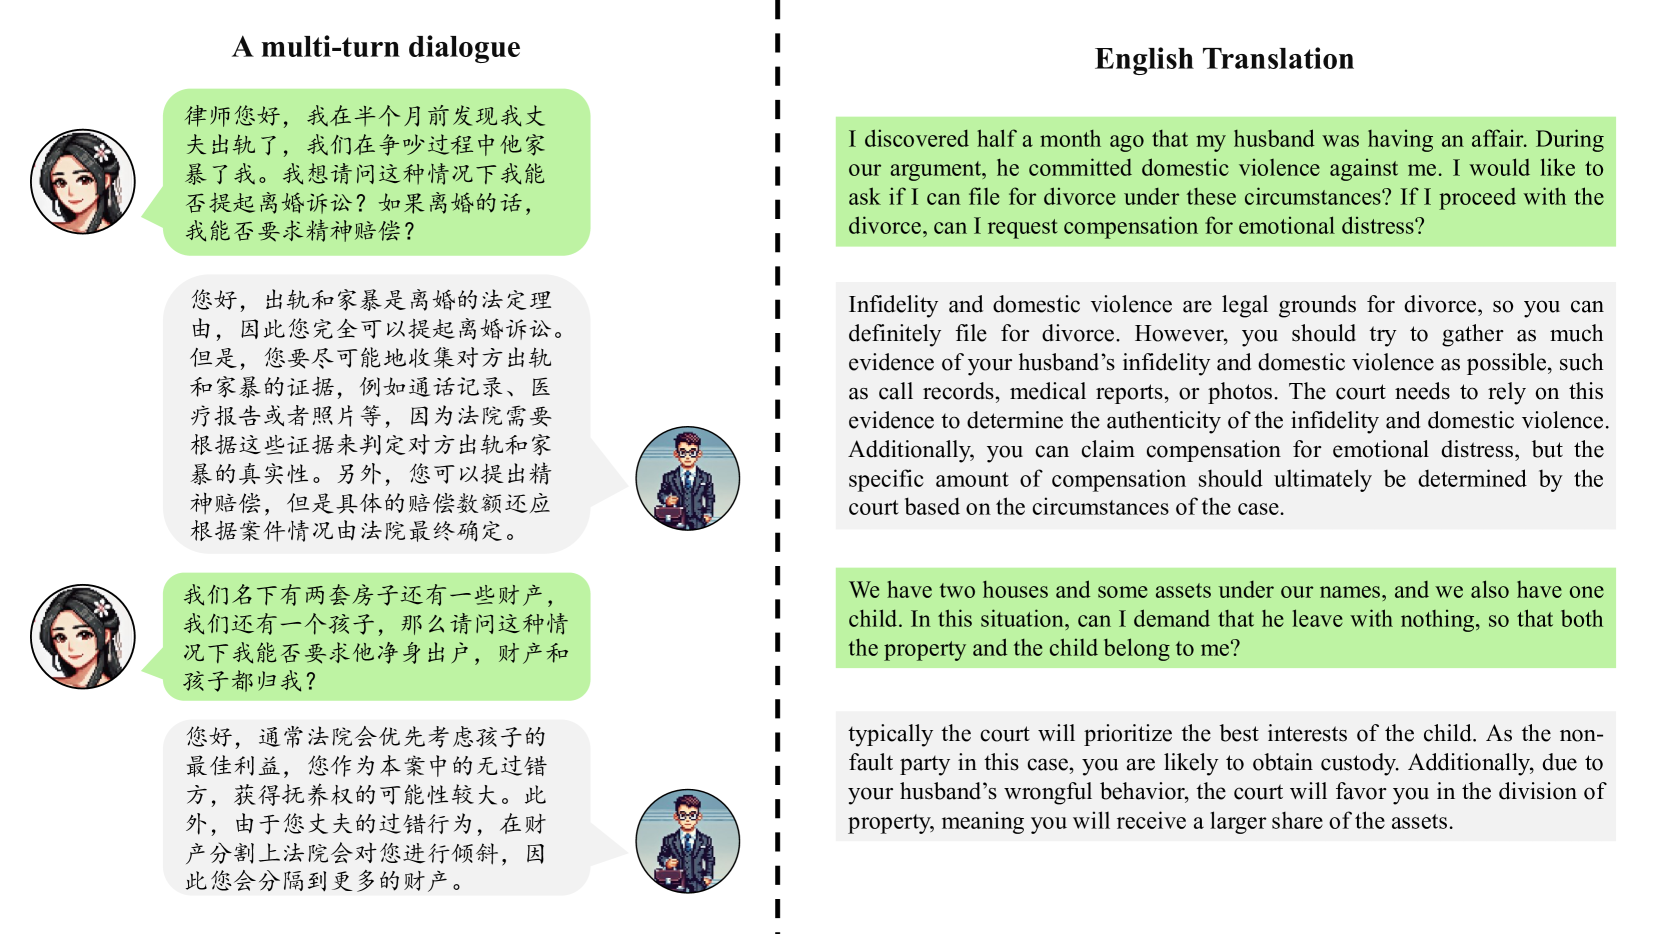 A multi-turn dialogue
律师您好，我在半个月前发现我丈
夫出轨了，我们在争吵过程中他家
暴了我。我想请问这种情况下我能
否提起离婚诉讼？如果离婚的话，
我能否要求精神赔偿？
您好，出轨和家暴是离婚的法定理
由，因此您完全可以提起离婚诉讼。
但是，您要尽可能地收集对方出轨
和家暴的证据，例如通话记录、医
疗报告或者照片等，因为法院需要
根据这些证据来判定对方出轨和家
暴的真实性。另外，您可以提出精
神赔偿，但是具体的赔偿数额还应
根据案件情况由法院最终确定。
我们名下有两套房子还有一些财产，
我们还有一个孩子，那么请问这种情
况下我能否要求他净身出户，财产和
孩子都归我？
您好，通常法院会优先考虑孩子的
最佳利益，您作为本案中的无过错
方，获得抚养权的可能性较大。此
外，由于您丈夫的过错行为，在财
产分割上法院会对您进行倾斜，因
此您会分隔到更多的财产。
English Translation
I discovered half a month ago that my husband was having an affair. During
our argument, he committed domestic violence against me. I would like to
ask if I can file for divorce under these circumstances? If I proceed with the
divorce, can I request compensation for emotional distress?
Infidelity and domestic violence are legal grounds for divorce, so you can
definitely file for divorce. However, you should try to gather as much
evidence of your husband’s infidelity and domestic violence as possible, such
as call records, medical reports, or photos. The court needs to rely on this
evidence to determine the authenticity of the infidelity and domestic violence.
Additionally, you can claim compensation for emotional distress, but the
specific amount of compensation should ultimately be determined by the
court based on the circumstances of the case.
We have two houses and some assets under our names, and we also have one
child. In this situation, can I demand that he leave with nothing, so that both
the property and the child belong to me?
typically the court will prioritize the best interests of the child. As the non-
fault party in this case, you are likely to obtain custody. Additionally, due to
your husband’s wrongful behavior, the court will favor you in the division of
property, meaning you will receive a larger share of the assets.